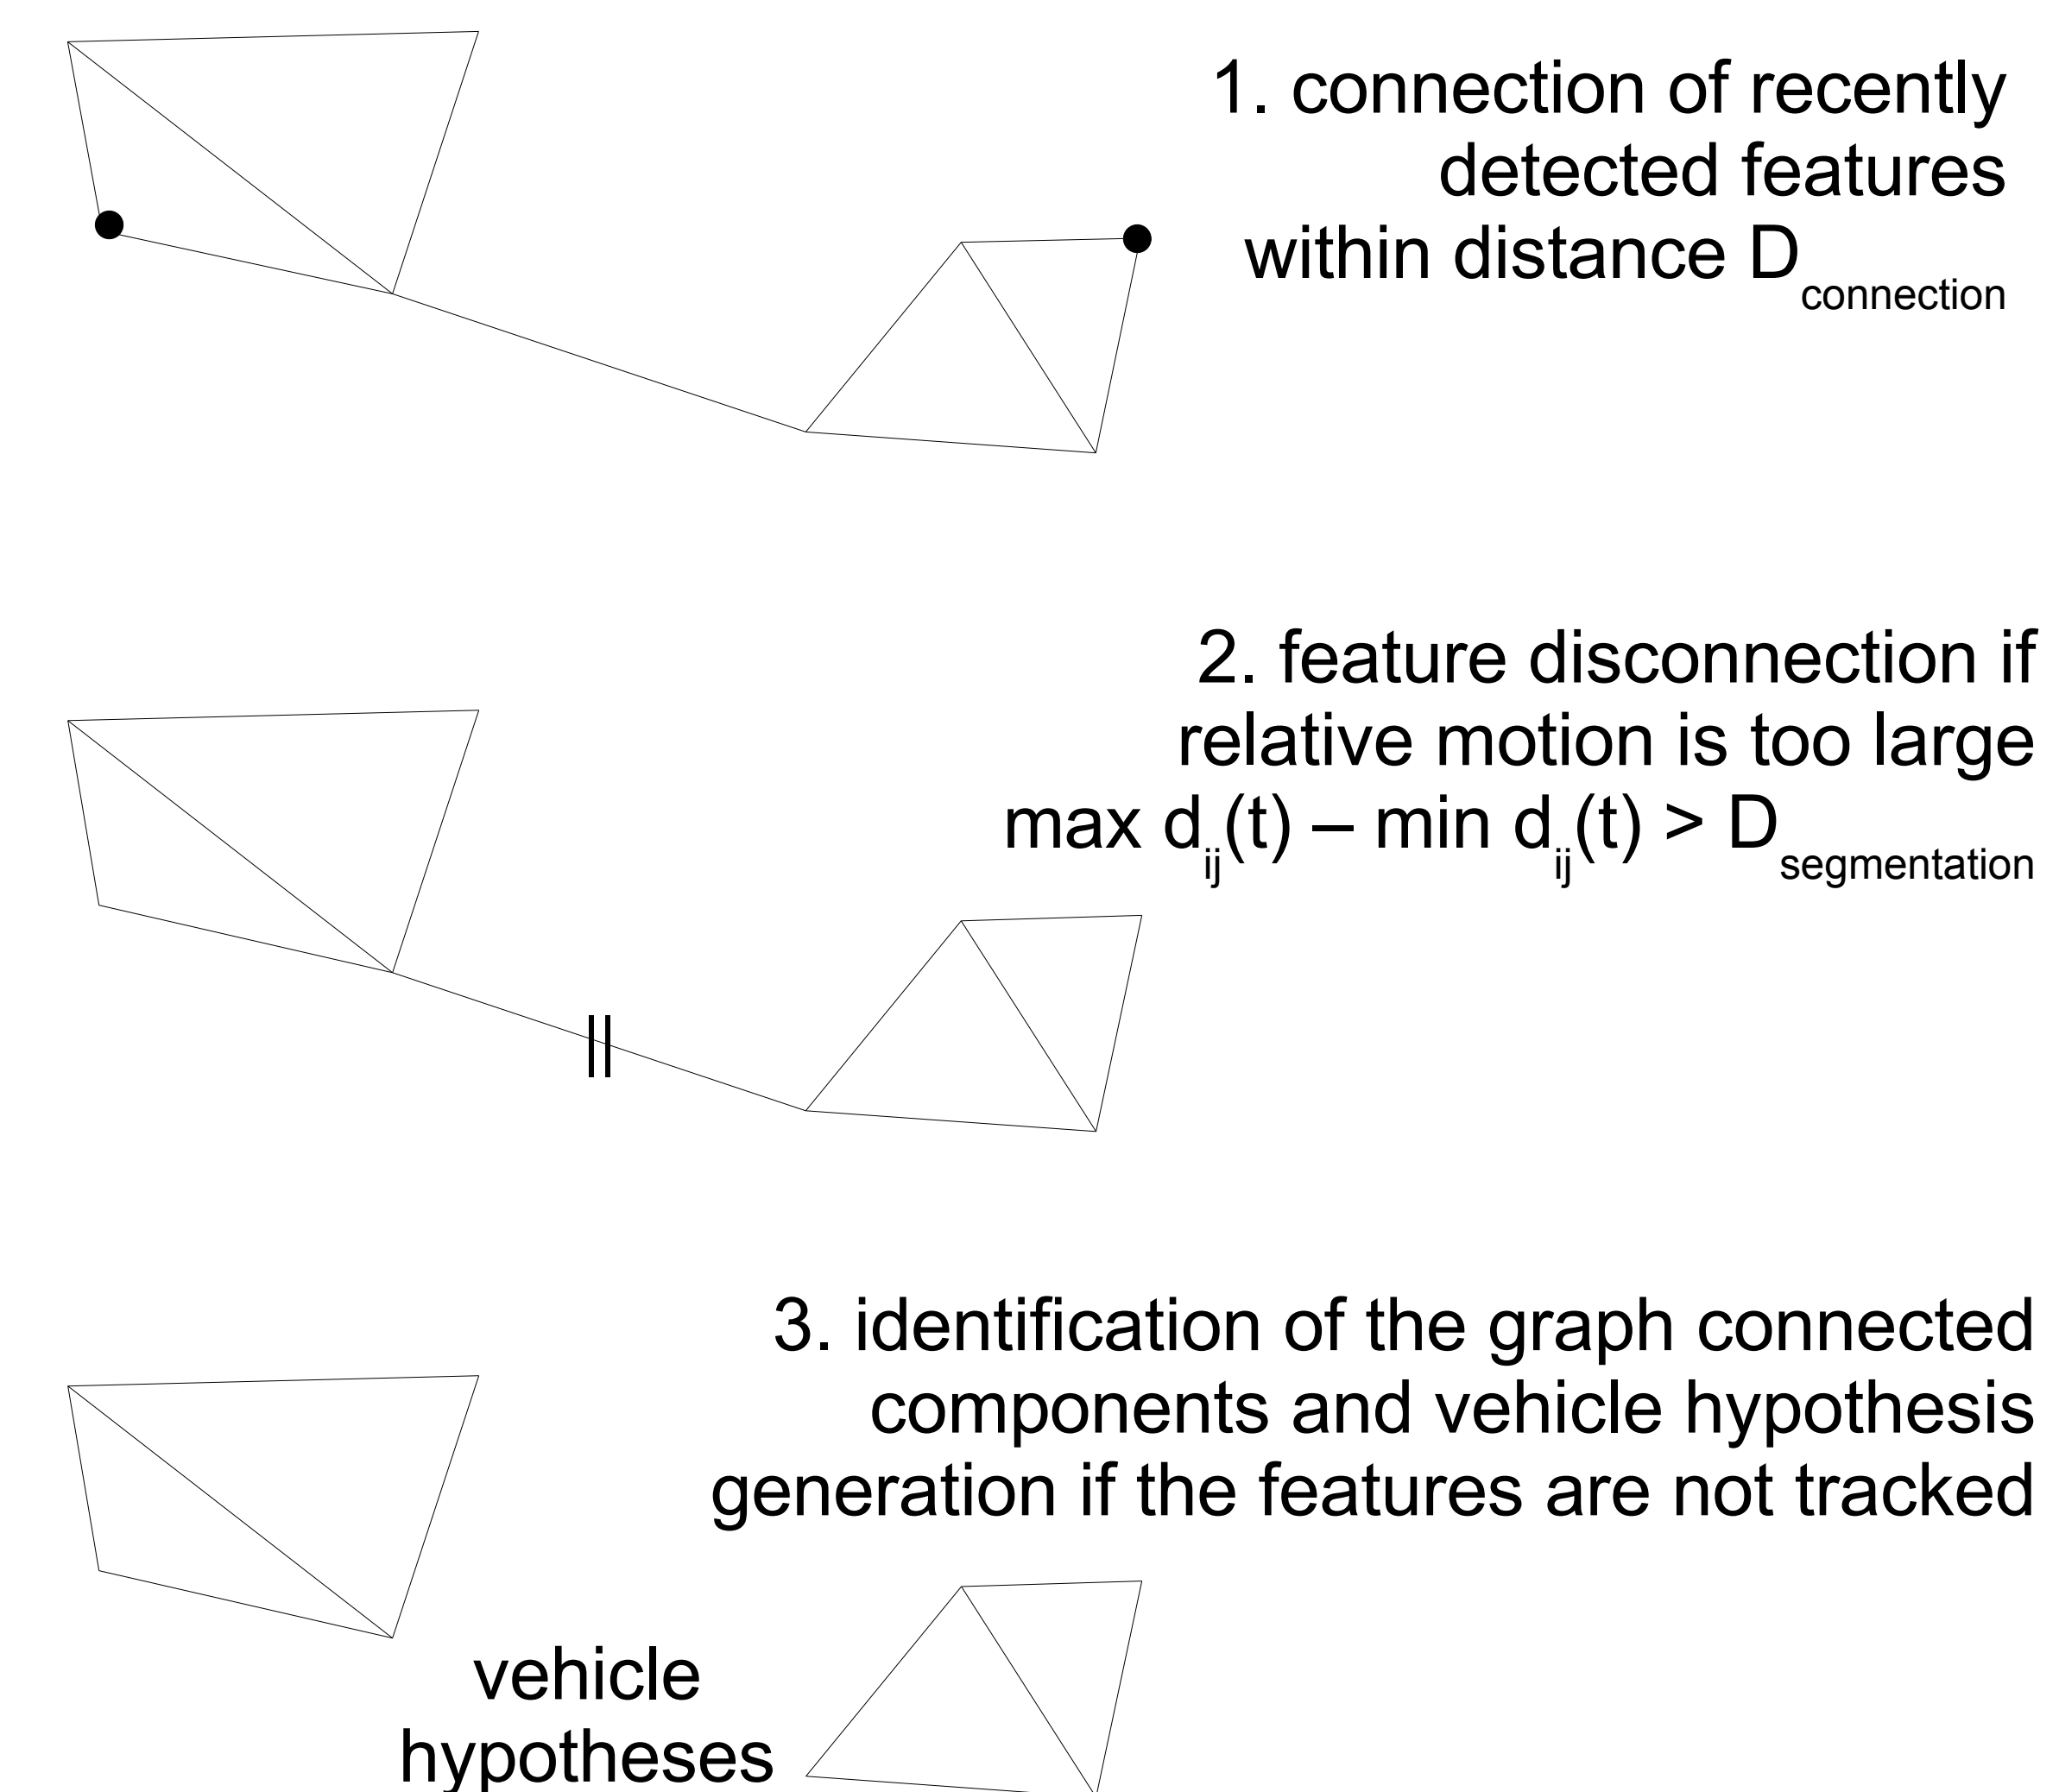 1. connection of recently
detected features
within distance D connection
2. feature disconnection if
relative motion is too large
max dij(t) – min dij(t) > Dsegmentation
3. identification of the graph connected
components and vehicle hypothesis
generation if the features are not tracked
vehicle
hypotheses